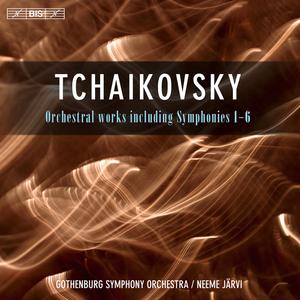 BIS
TCHAIKOVSKY
Orchestral works including Symphonies 1–6
GOTHENBURG SYMPHONY ORCHESTRA / NEEME JÄRVI